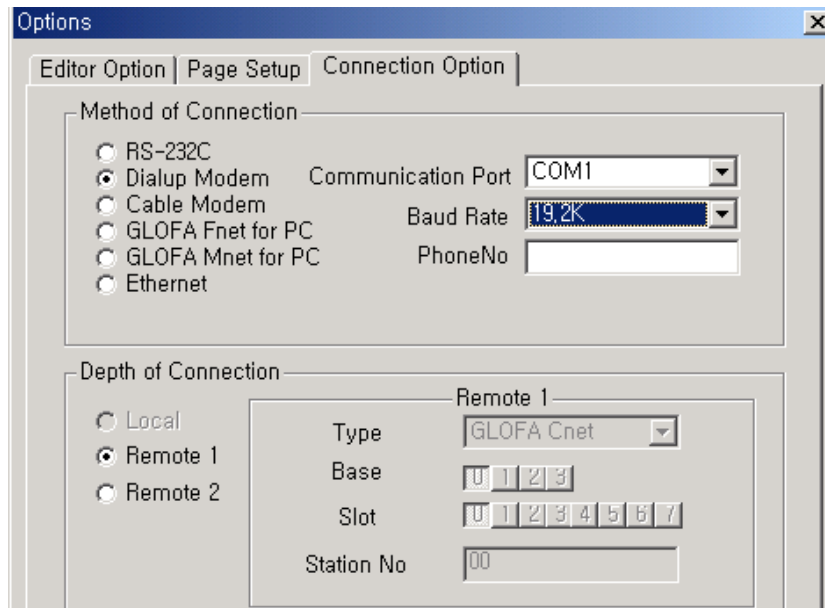 Options
Editor Option Page Setup Connection Option
Method of Connection
RS-232C
Dialup Modem
Cable Modem
GLOFA Fnet for PC
GLOFA Mnet for PC
Ethernet
Communication Port COM1
Baud Rate 19,2K
PhoneNo
Depth of Connection
Local
Remote 1
Remote 2
Remote 1
Type GLOFA Cnet
Base 0 1 2 3
Slot 0 1 2 3 4 5 6 7
Station No 00